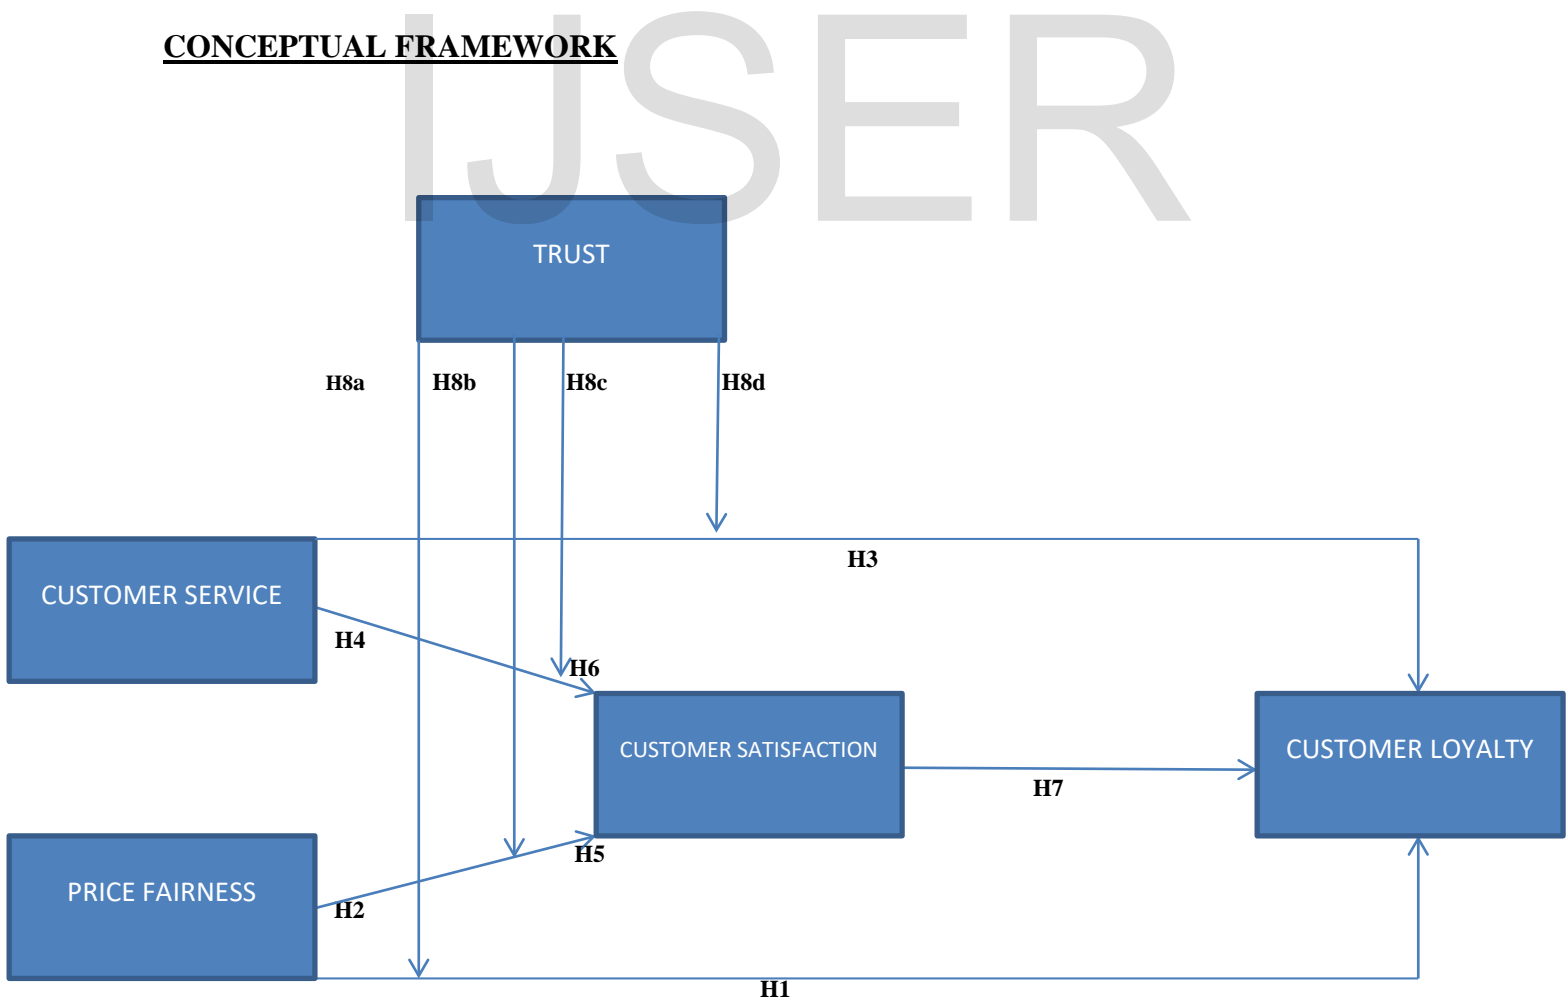 CONCEPTUAL FRAMEWORK
IJSER
TRUST
H8a
H8b
H8c
H8d
H3
CUSTOMER SERVICE
H4
H6
CUSTOMER SATISFACTION
CUSTOMER LOYALTY
H7
H5
PRICE FAIRNESS
H2
H1